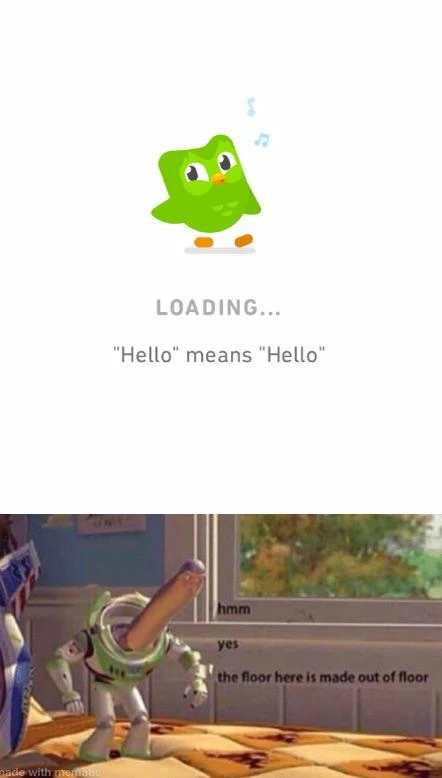 LOADING...
"Hello" means "Hello"
hmm
yes
the floor here is made out of floor
made with mematic